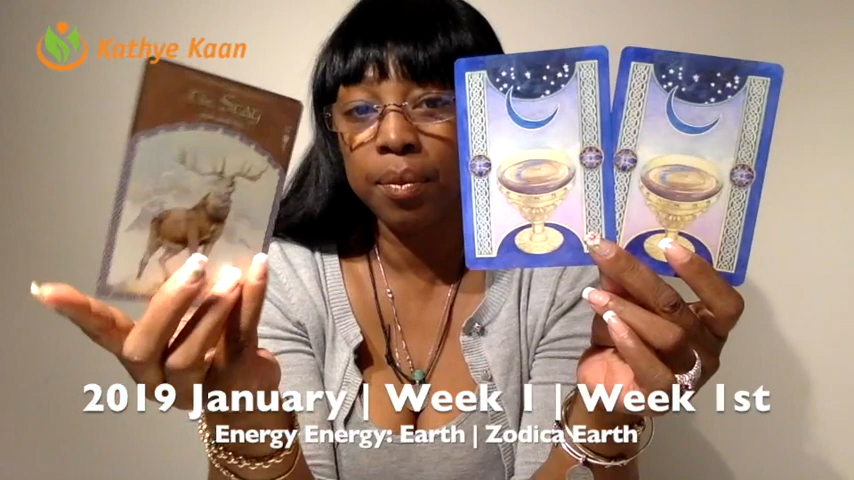 Kathye Kaan
The Stag
2019 January | Week 1 | Week 1st
Energy Energy: Earth | Zodica Earth